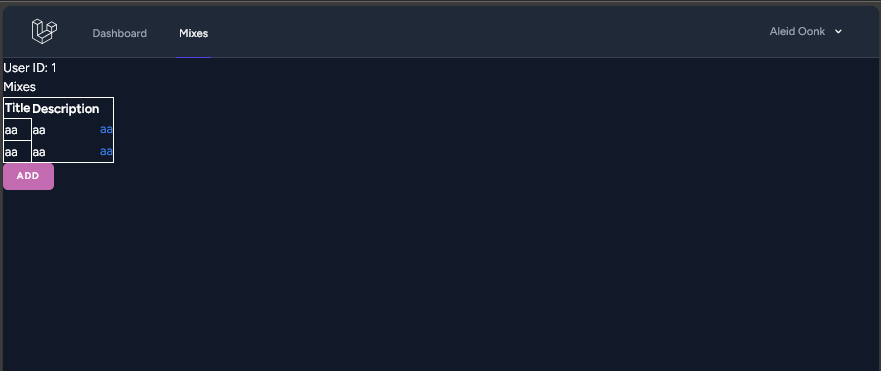 Dashboard Mixes Aleid Oonk
User ID: 1
Mixes
Title Description
aa aa aa
aa aa aa
ADD